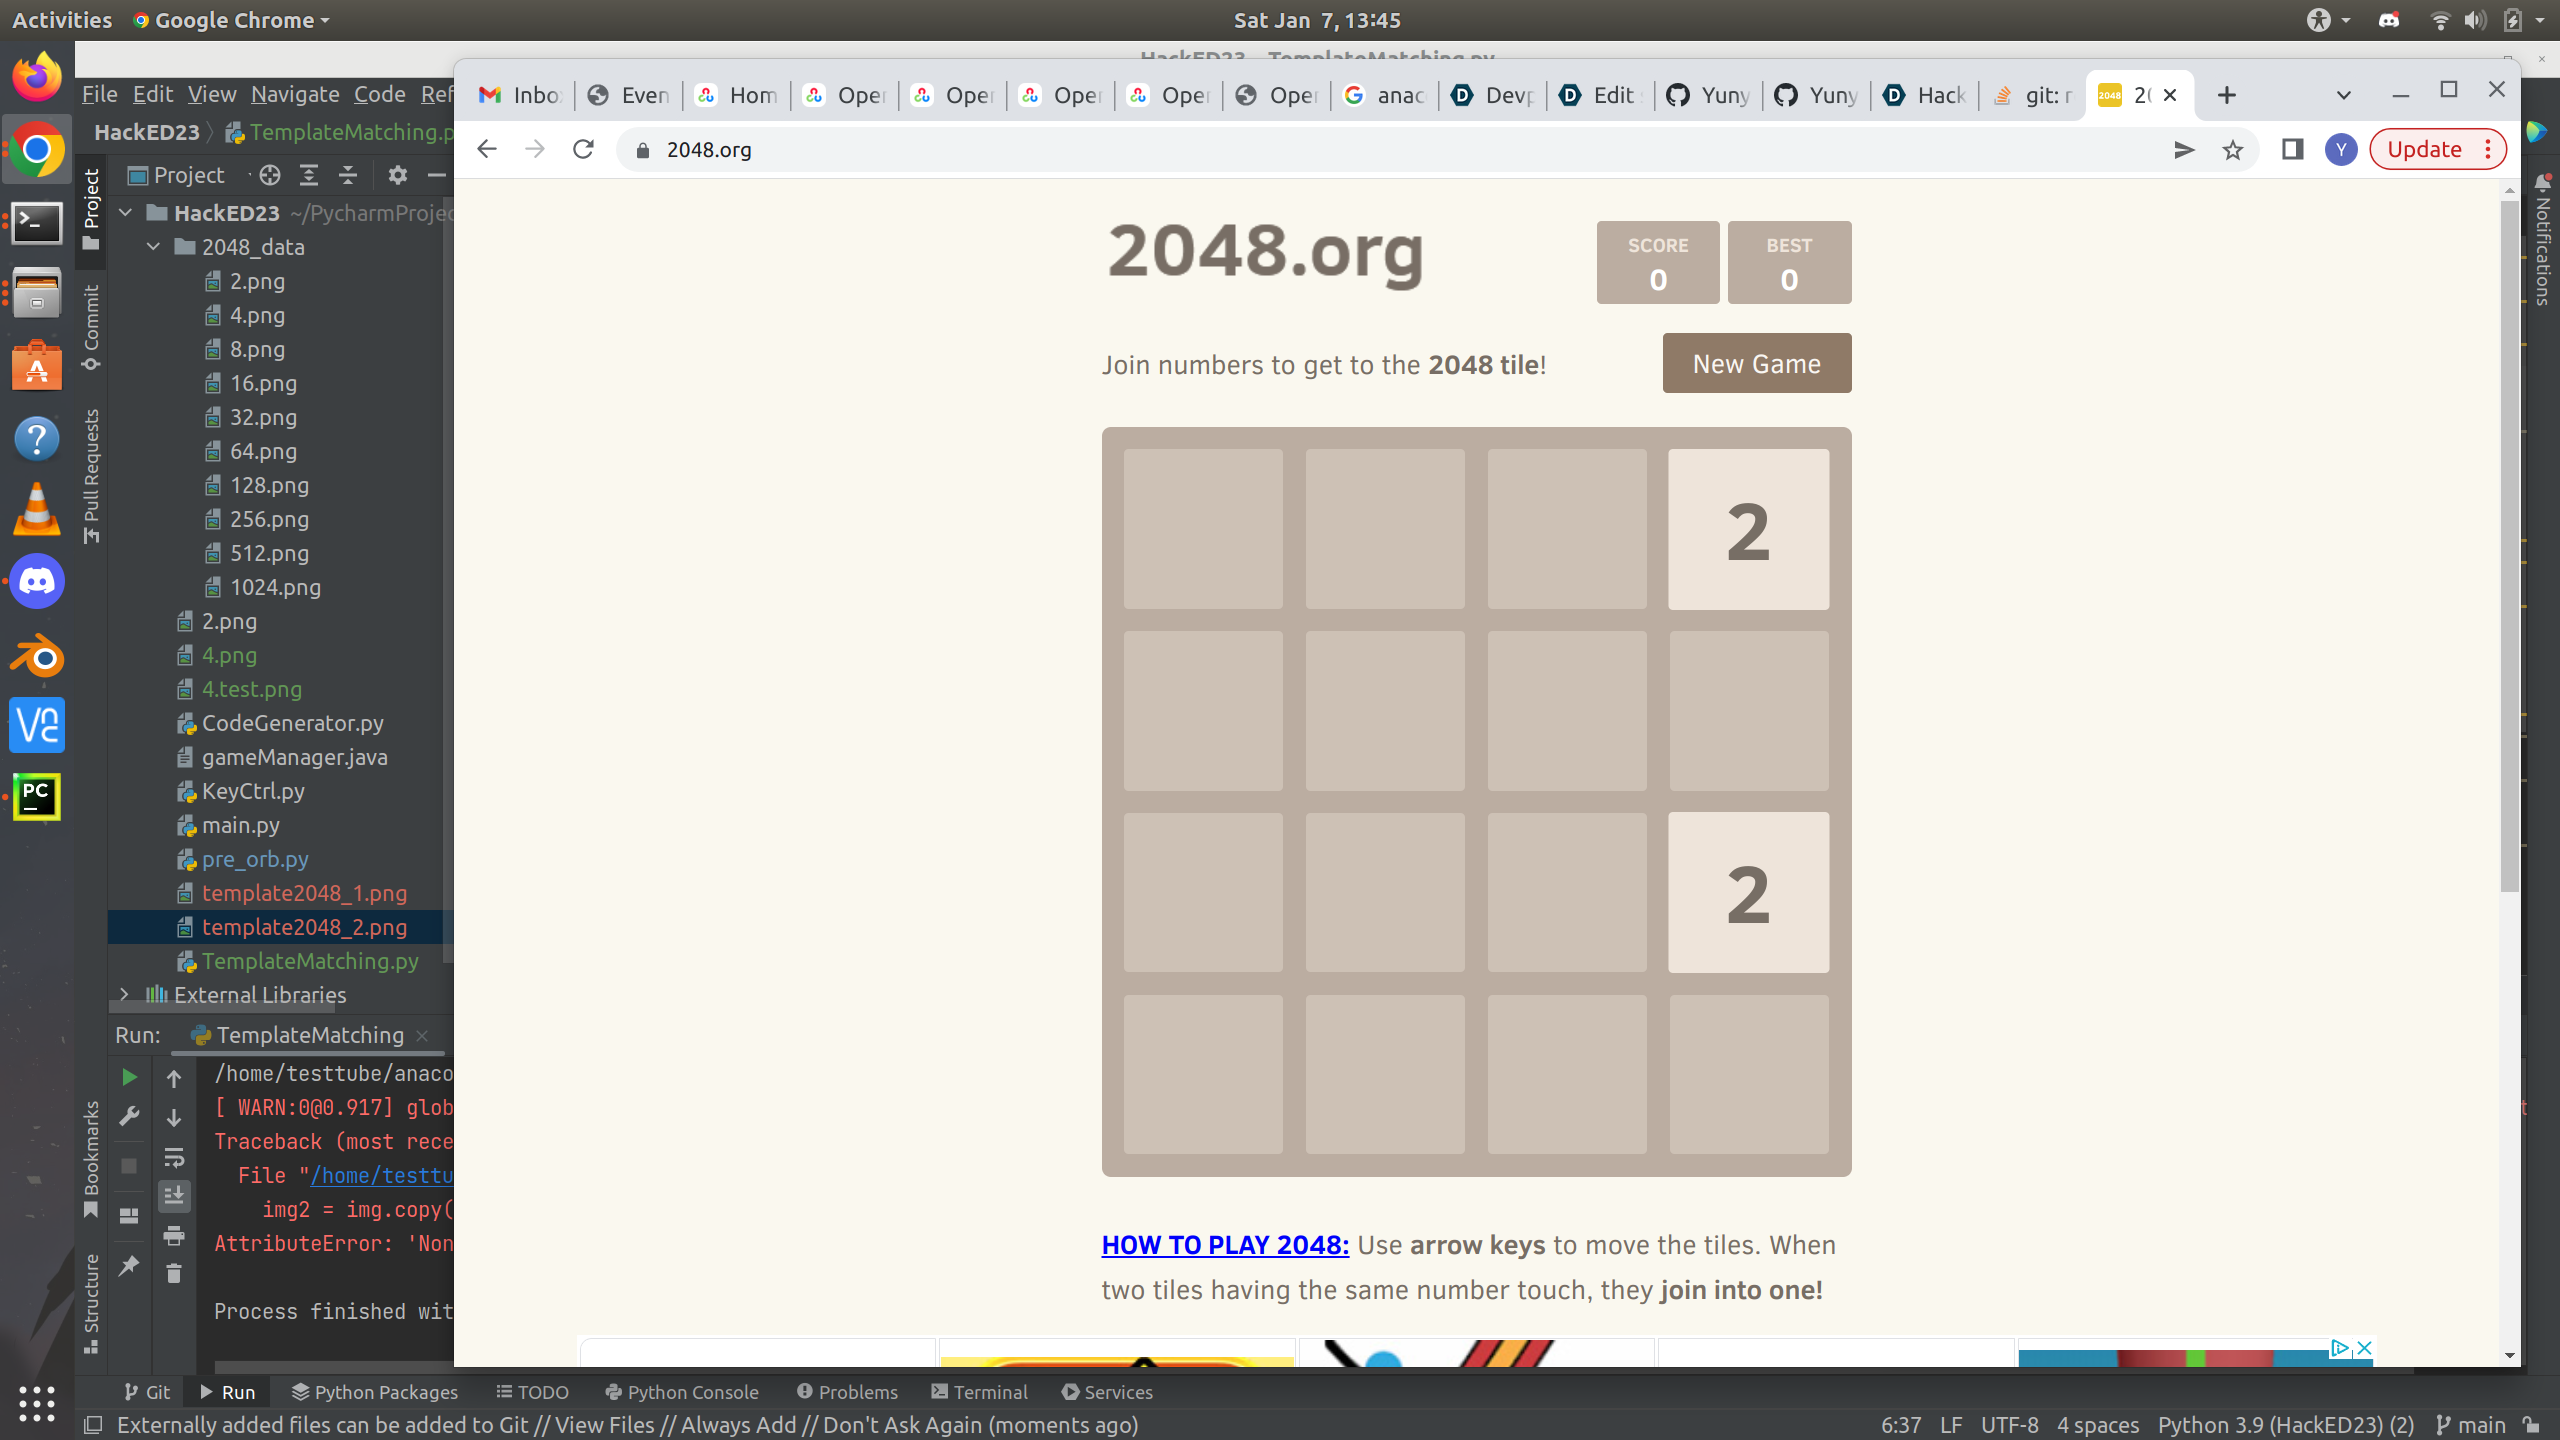 Activities Google Chrome Sat Jan 7, 13:45
HackED23 – TemplateMatching.py
File Edit View Navigate Code Ref
Inbo Even Hom Oper Oper Oper Oper Oper anac Devp Edit Yuny Yuny Hack git: r 20
HackED23 TemplateMatching.p
2048.org Y Update
Project
Project
Commit
Pull Requests
Bookmarks
Structure
Notifications
HackED23 ~/PycharmProjec
2048_data
2.png
4.png
8.png
16.png
32.png
64.png
128.png
256.png
512.png
1024.png
2.png
4.png
4.test.png
CodeGenerator.py
gameManager.java
KeyCtrl.py
main.py
pre_orb.py
template2048_1.png
template2048_2.png
TemplateMatching.py
External Libraries
2048.org
SCORE
0
BEST
0
Join numbers to get to the 2048 tile!
New Game
2
2
HOW TO PLAY 2048: Use arrow keys to move the tiles. When
two tiles having the same number touch, they join into one!
Run: TemplateMatching
/home/testtube/anaco
[ WARN:0@0.917] glob
Traceback (most rece
File "/home/testtu
img2 = img.copy(
AttributeError: 'Non
Process finished wit
Git Run Python Packages TODO Python Console Problems Terminal Services
Externally added files can be added to Git // View Files // Always Add // Don't Ask Again (moments ago)
6:37 LF UTF-8 4 spaces Python 3.9 (HackED23) (2) main